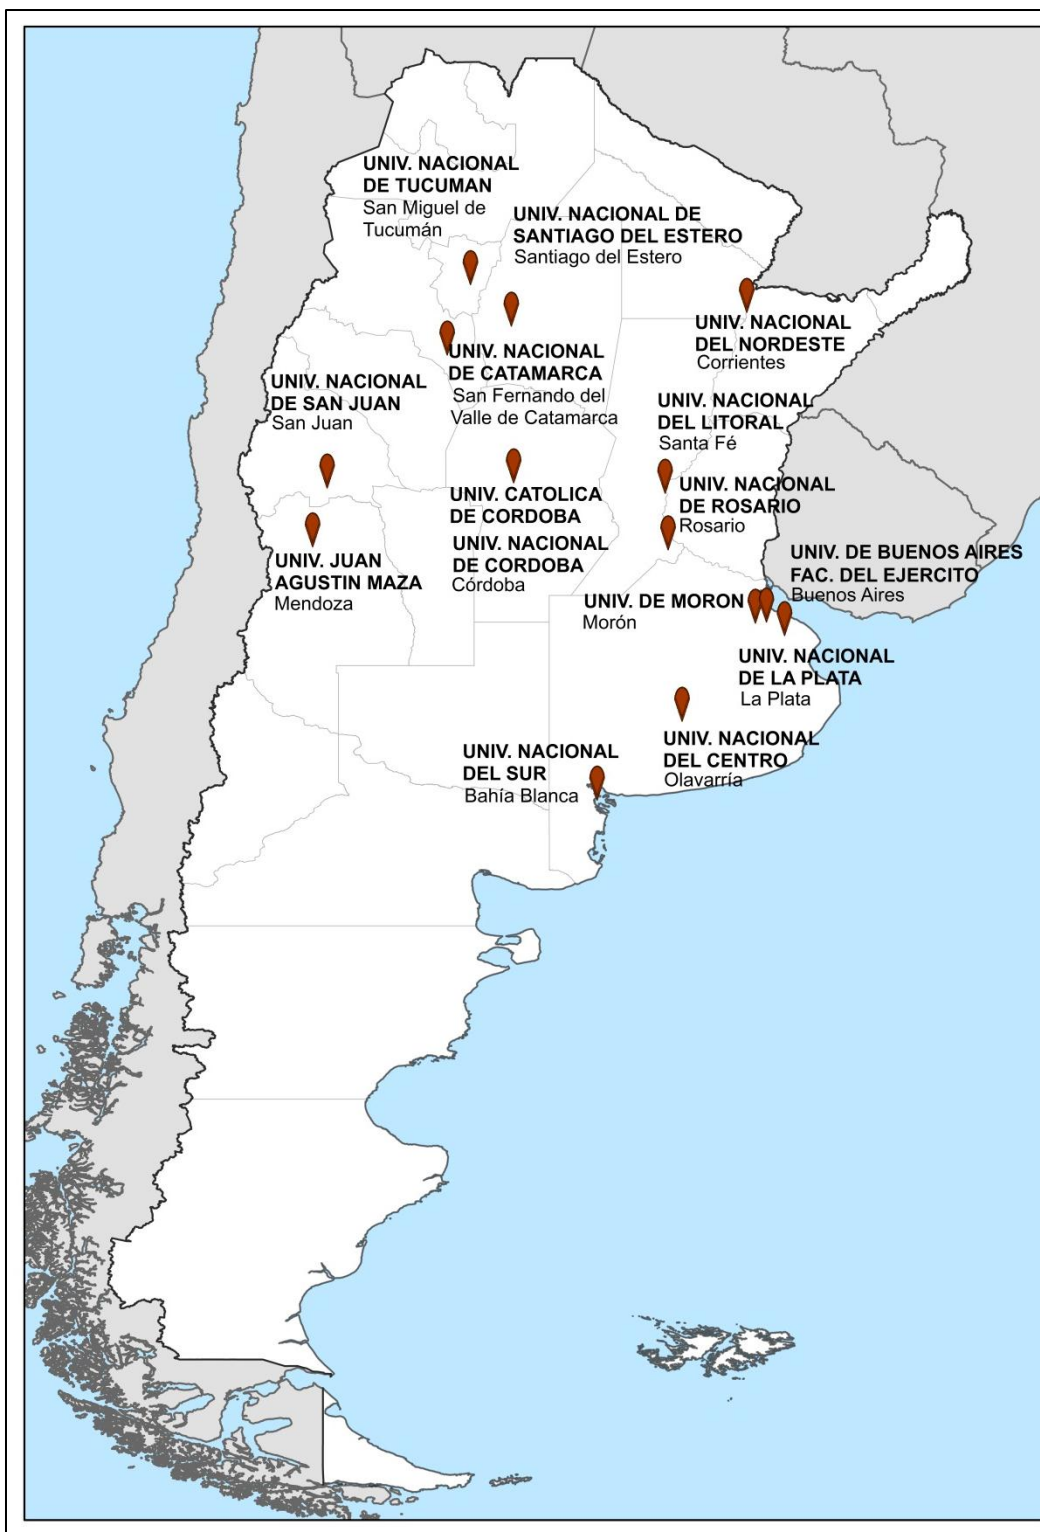 UNIV. NACIONAL
DE TUCUMAN
San Miguel de
Tucumán
UNIV. NACIONAL DE
SANTIAGO DEL ESTERO
Santiago del Estero
UNIV. NACIONAL
DEL NORDESTE
Corrientes
UNIV. NACIONAL
DE CATAMARCA
San Fernando del
Valle de Catamarca
UNIV. NACIONAL
DE SAN JUAN
San Juan
UNIV. NACIONAL
DEL LITORAL
Santa Fé
UNIV. NACIONAL
DE ROSARIO
Rosario
UNIV. CATOLICA
DE CORDOBA
UNIV. NACIONAL
DE CORDOBA
Córdoba
UNIV. JUAN
AGUSTIN MAZA
Mendoza
UNIV. DE BUENOS AIRES
FAC. DEL EJERCITO
Buenos Aires
UNIV. DE MORON
Morón
UNIV. NACIONAL
DE LA PLATA
La Plata
UNIV. NACIONAL
DEL CENTRO
Olavarría
UNIV. NACIONAL
DEL SUR
Bahía Blanca